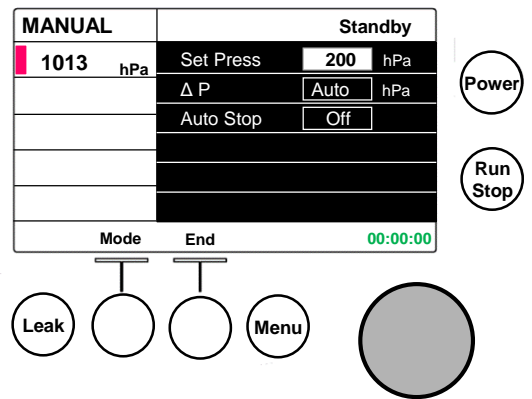 MANUAL
Standby
1013 hPa
Set Press 200 hPa
Δ P Auto hPa
Auto Stop Off
Mode End 00:00:00
Power
Run
Stop
Leak
Menu